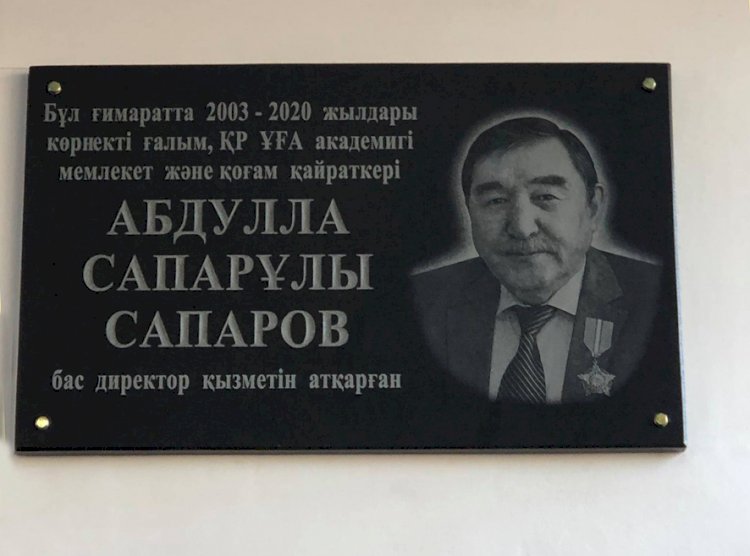 Бұл ғимаратта 2003 - 2020 жылдары
көрнекті ғалым, ҚР ҰҒА академигі
мемлекет және қоғам қайраткері
АБДУЛЛА
САПАРҰЛЫ
САПАРОВ
бас директор қызметін атқарған